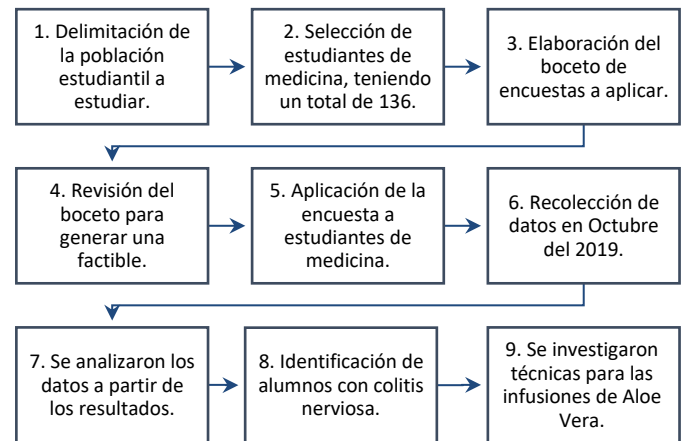 1. Delimitación de
la población
estudiantil a
estudiar.
2. Selección de
estudiantes de
medicina, teniendo
un total de 136.
3. Elaboración del
boceto de
encuestas a aplicar.
4. Revisión del
boceto para
generar una
factible.
5. Aplicación de la
encuesta a
estudiantes de
medicina.
6. Recolección de
datos en Octubre
del 2019.
7. Se analizaron los
datos a partir de
los resultados.
8. Identificación de
alumnos con colitis
nerviosa.
9. Se investigaron
técnicas para las
infusiones de Aloe
Vera.